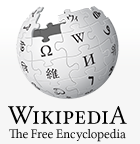 Ω W И
WIKIPEDIA
The Free Encyclopedia